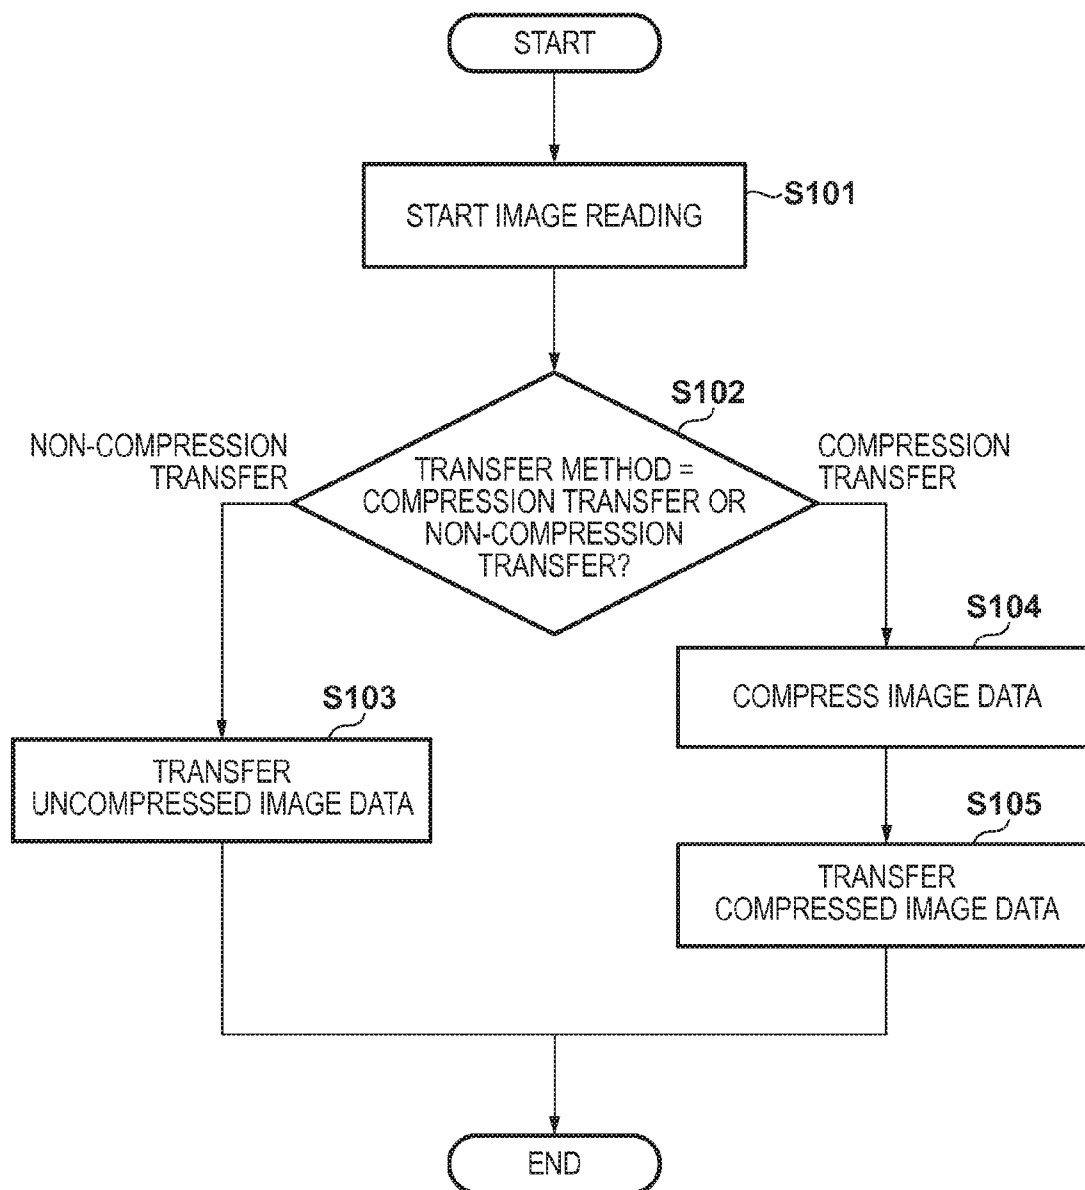 START
START IMAGE READING
S101
S102
NON-COMPRESSION
TRANSFER
TRANSFER METHOD =
COMPRESSION TRANSFER OR
NON-COMPRESSION
TRANSFER?
COMPRESSION
TRANSFER
S103
TRANSFER
UNCOMPRESSED IMAGE DATA
S104
COMPRESS IMAGE DATA
S105
TRANSFER
COMPRESSED IMAGE DATA
END